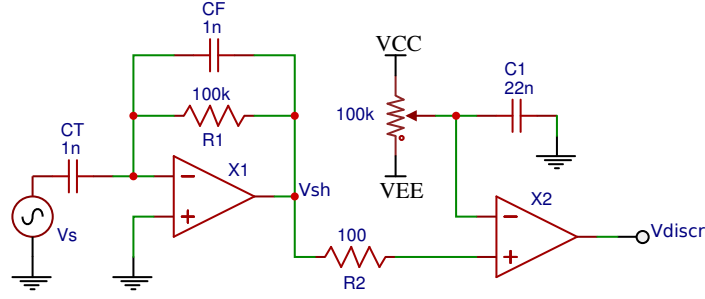 CF
1n
VCC
C1
22n
100k
100k
R1
CT
1n
X1
Vsh
VEE
X2
Vs
100
R2
Vdiscr